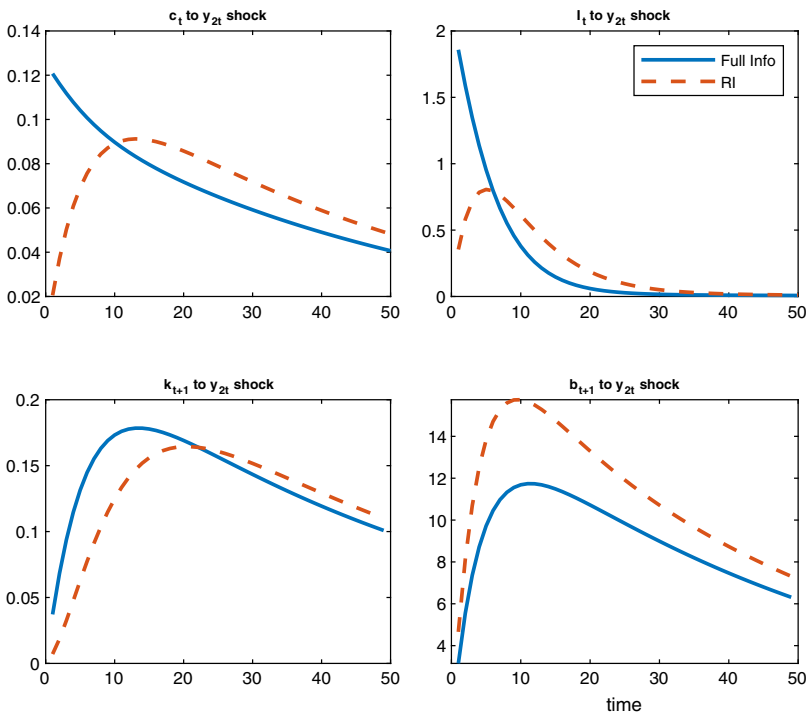 c_t to y_2t shock
0.14
0.12
0.1
0.08
0.06
0.04
0.02
0 10 20 30 40 50
I_t to y_2t shock
2
1.5
1
0.5
0
0 10 20 30 40 50
Full Info
RI
k_t+1 to y_2t shock
0.2
0.15
0.1
0.05
0
0 10 20 30 40 50
b_t+1 to y_2t shock
14
12
10
8
6
4
0 10 20 30 40 50
time